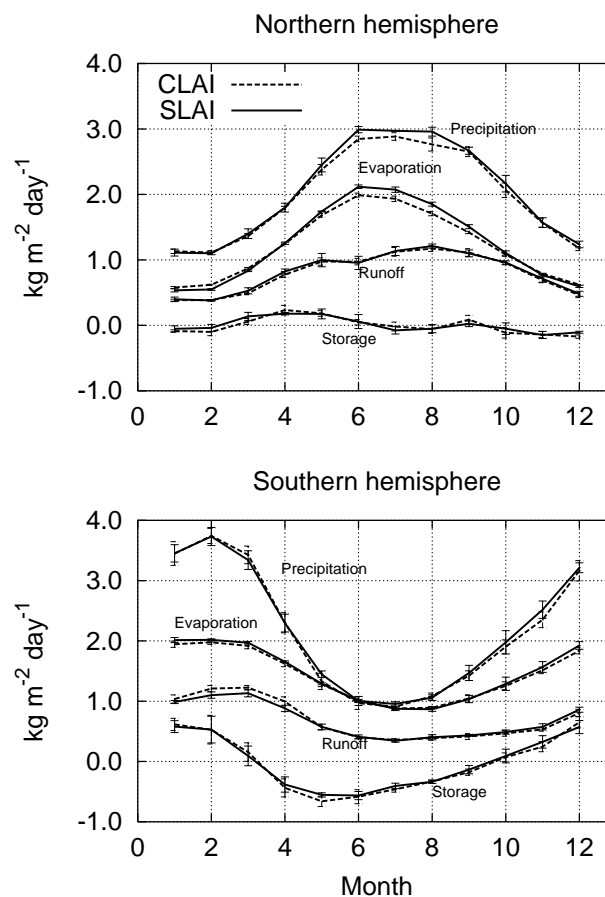 Northern hemisphere
4.0
CLAI
SLAI
3.0
Precipitation
Evaporation
2.0
kg m-2 day-1
1.0
Runoff
0.0
Storage
-1.0
0 2 4 6 8 10 12
Southern hemisphere
4.0
Precipitation
3.0
Evaporation
2.0
kg m-2 day-1
1.0
Runoff
0.0
Storage
-1.0
0 2 4 6 8 10 12
Month